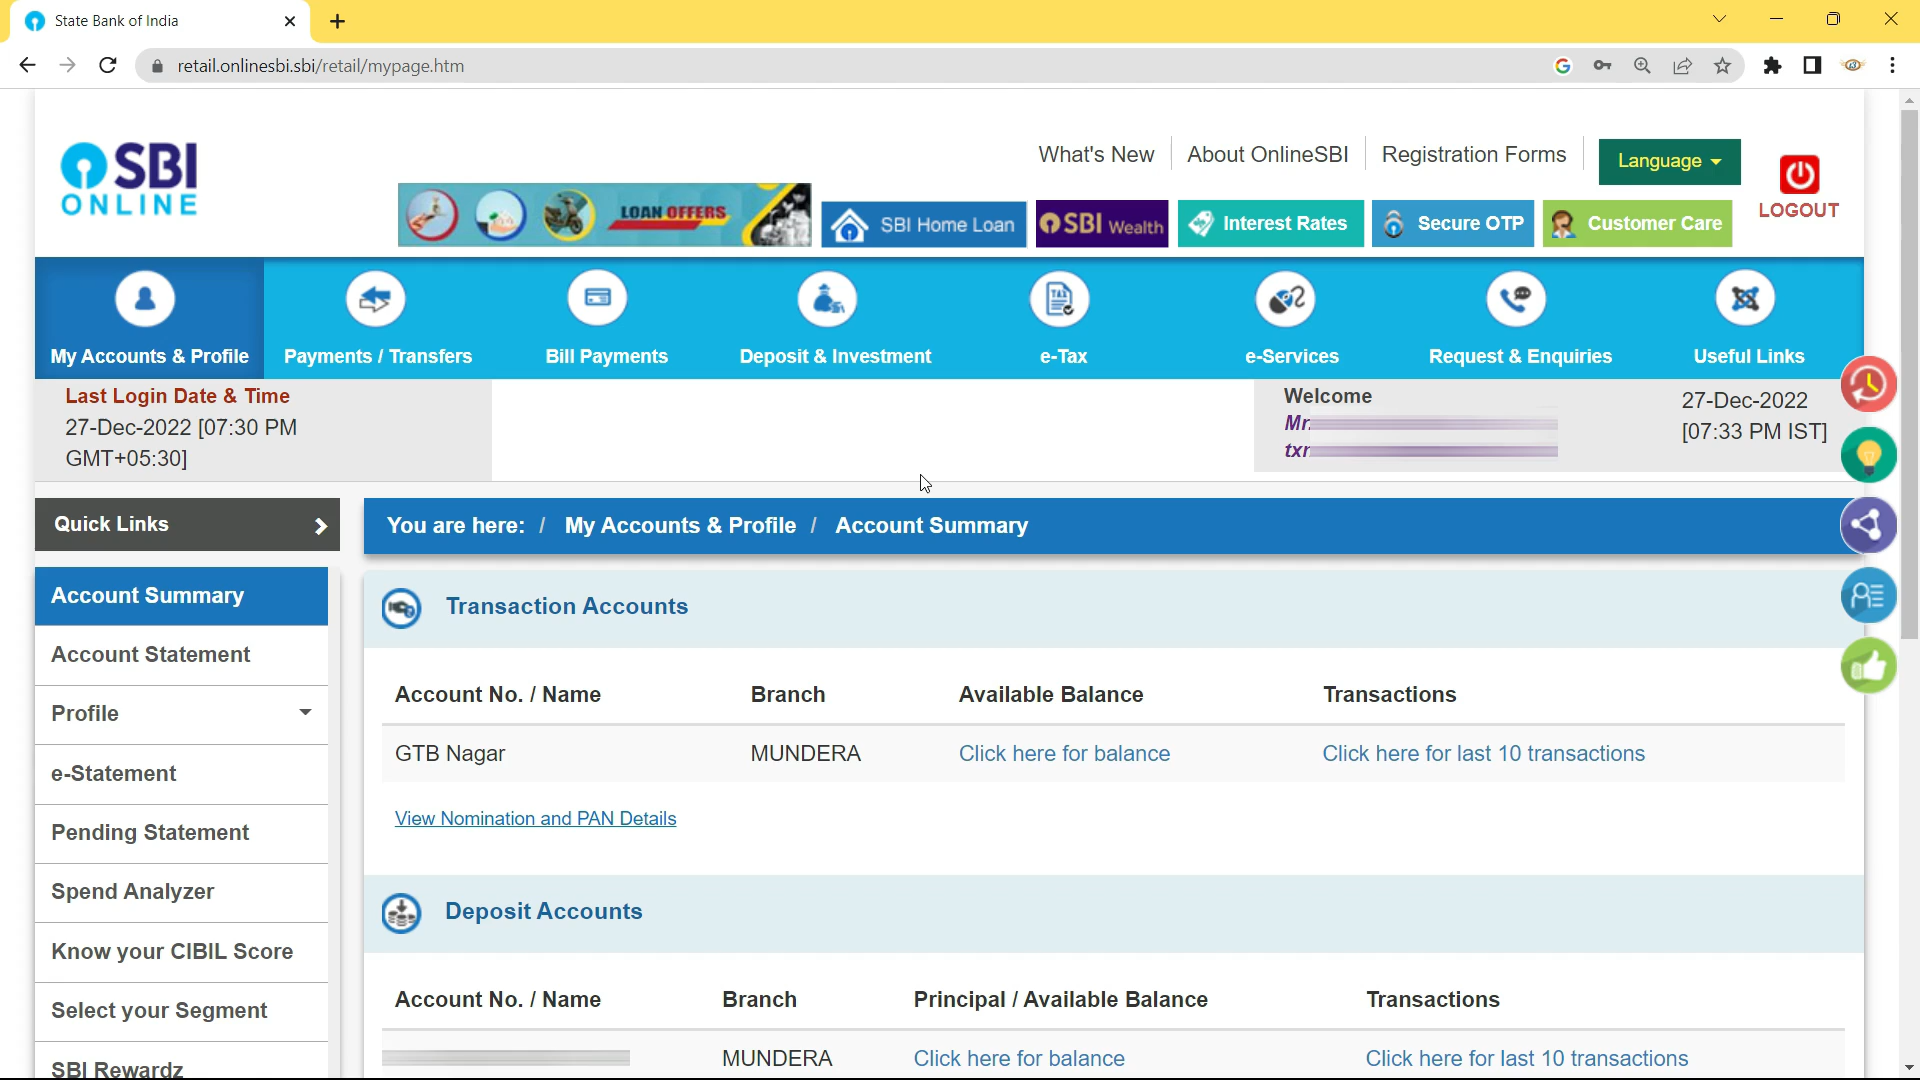 State Bank of India
retail.onlinesbi.sbi/retail/mypage.htm
SBI
ONLINE
What's New
About OnlineSBI
Registration Forms
Language
LOGOUT
LOAN OFFERS
SBI Home Loan
SBI Wealth
Interest Rates
Secure OTP
Customer Care
My Accounts & Profile
Payments / Transfers
Bill Payments
Deposit & Investment
TAX
e-Tax
e-Services
Request & Enquiries
Useful Links
Last Login Date & Time
27-Dec-2022 [07:30 PM
GMT+05:30]
Welcome
Mr.
27-Dec-2022
[07:33 PM IST]
Quick Links
You are here: / My Accounts & Profile / Account Summary
Account Summary
Account Statement
Profile
e-Statement
Pending Statement
Spend Analyzer
Know your CIBIL Score
Select your Segment
SBI Rewardz
Transaction Accounts
Account No. / Name Branch Available Balance Transactions
GTB Nagar MUNDERA Click here for balance Click here for last 10 transactions
View Nomination and PAN Details
Deposit Accounts
Account No. / Name Branch Principal / Available Balance Transactions
MUNDERA Click here for balance Click here for last 10 transactions